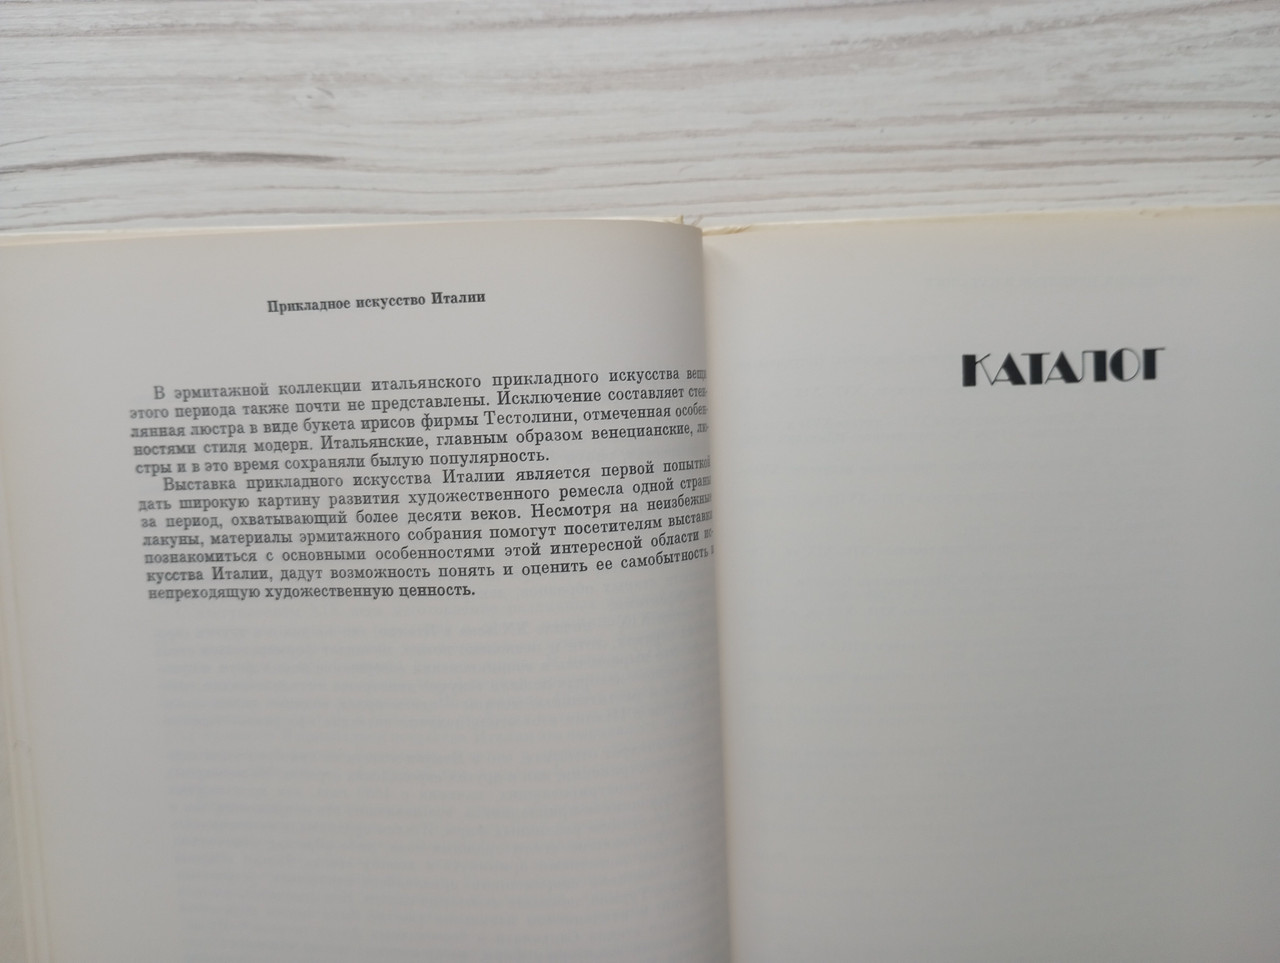 Прикладное искусство Италии
В эрмитажной коллекции итальянского прикладного искусства вещи
этого периода также почти не представлены. Исключение составляет стек-
лянная люстра в виде букета ирисов фирмы Тестолини, отмеченная особен-
ностями стиля модерн. Итальянские, главным образом венецианские, лю-
стры и в это время сохраняли былую популярность.
Выставка прикладного искусства Италии является первой попыткой
дать широкую картину развития художественного ремесла одной страны
за период, охватывающий более десяти веков. Несмотря на неизбежные
лакуны, материалы эрмитажного собрания помогут посетителям выставки
познакомиться с основными особенностями этой интересной области ис-
кусства Италии, дадут возможность понять и оценить ее самобытность и
непреходящую художественную ценность.
КАТАЛОГ